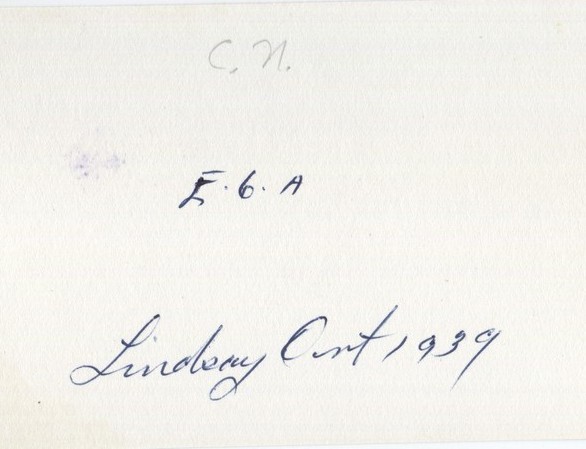 C. N.
E. 6. A
Lindsay Ont 1939